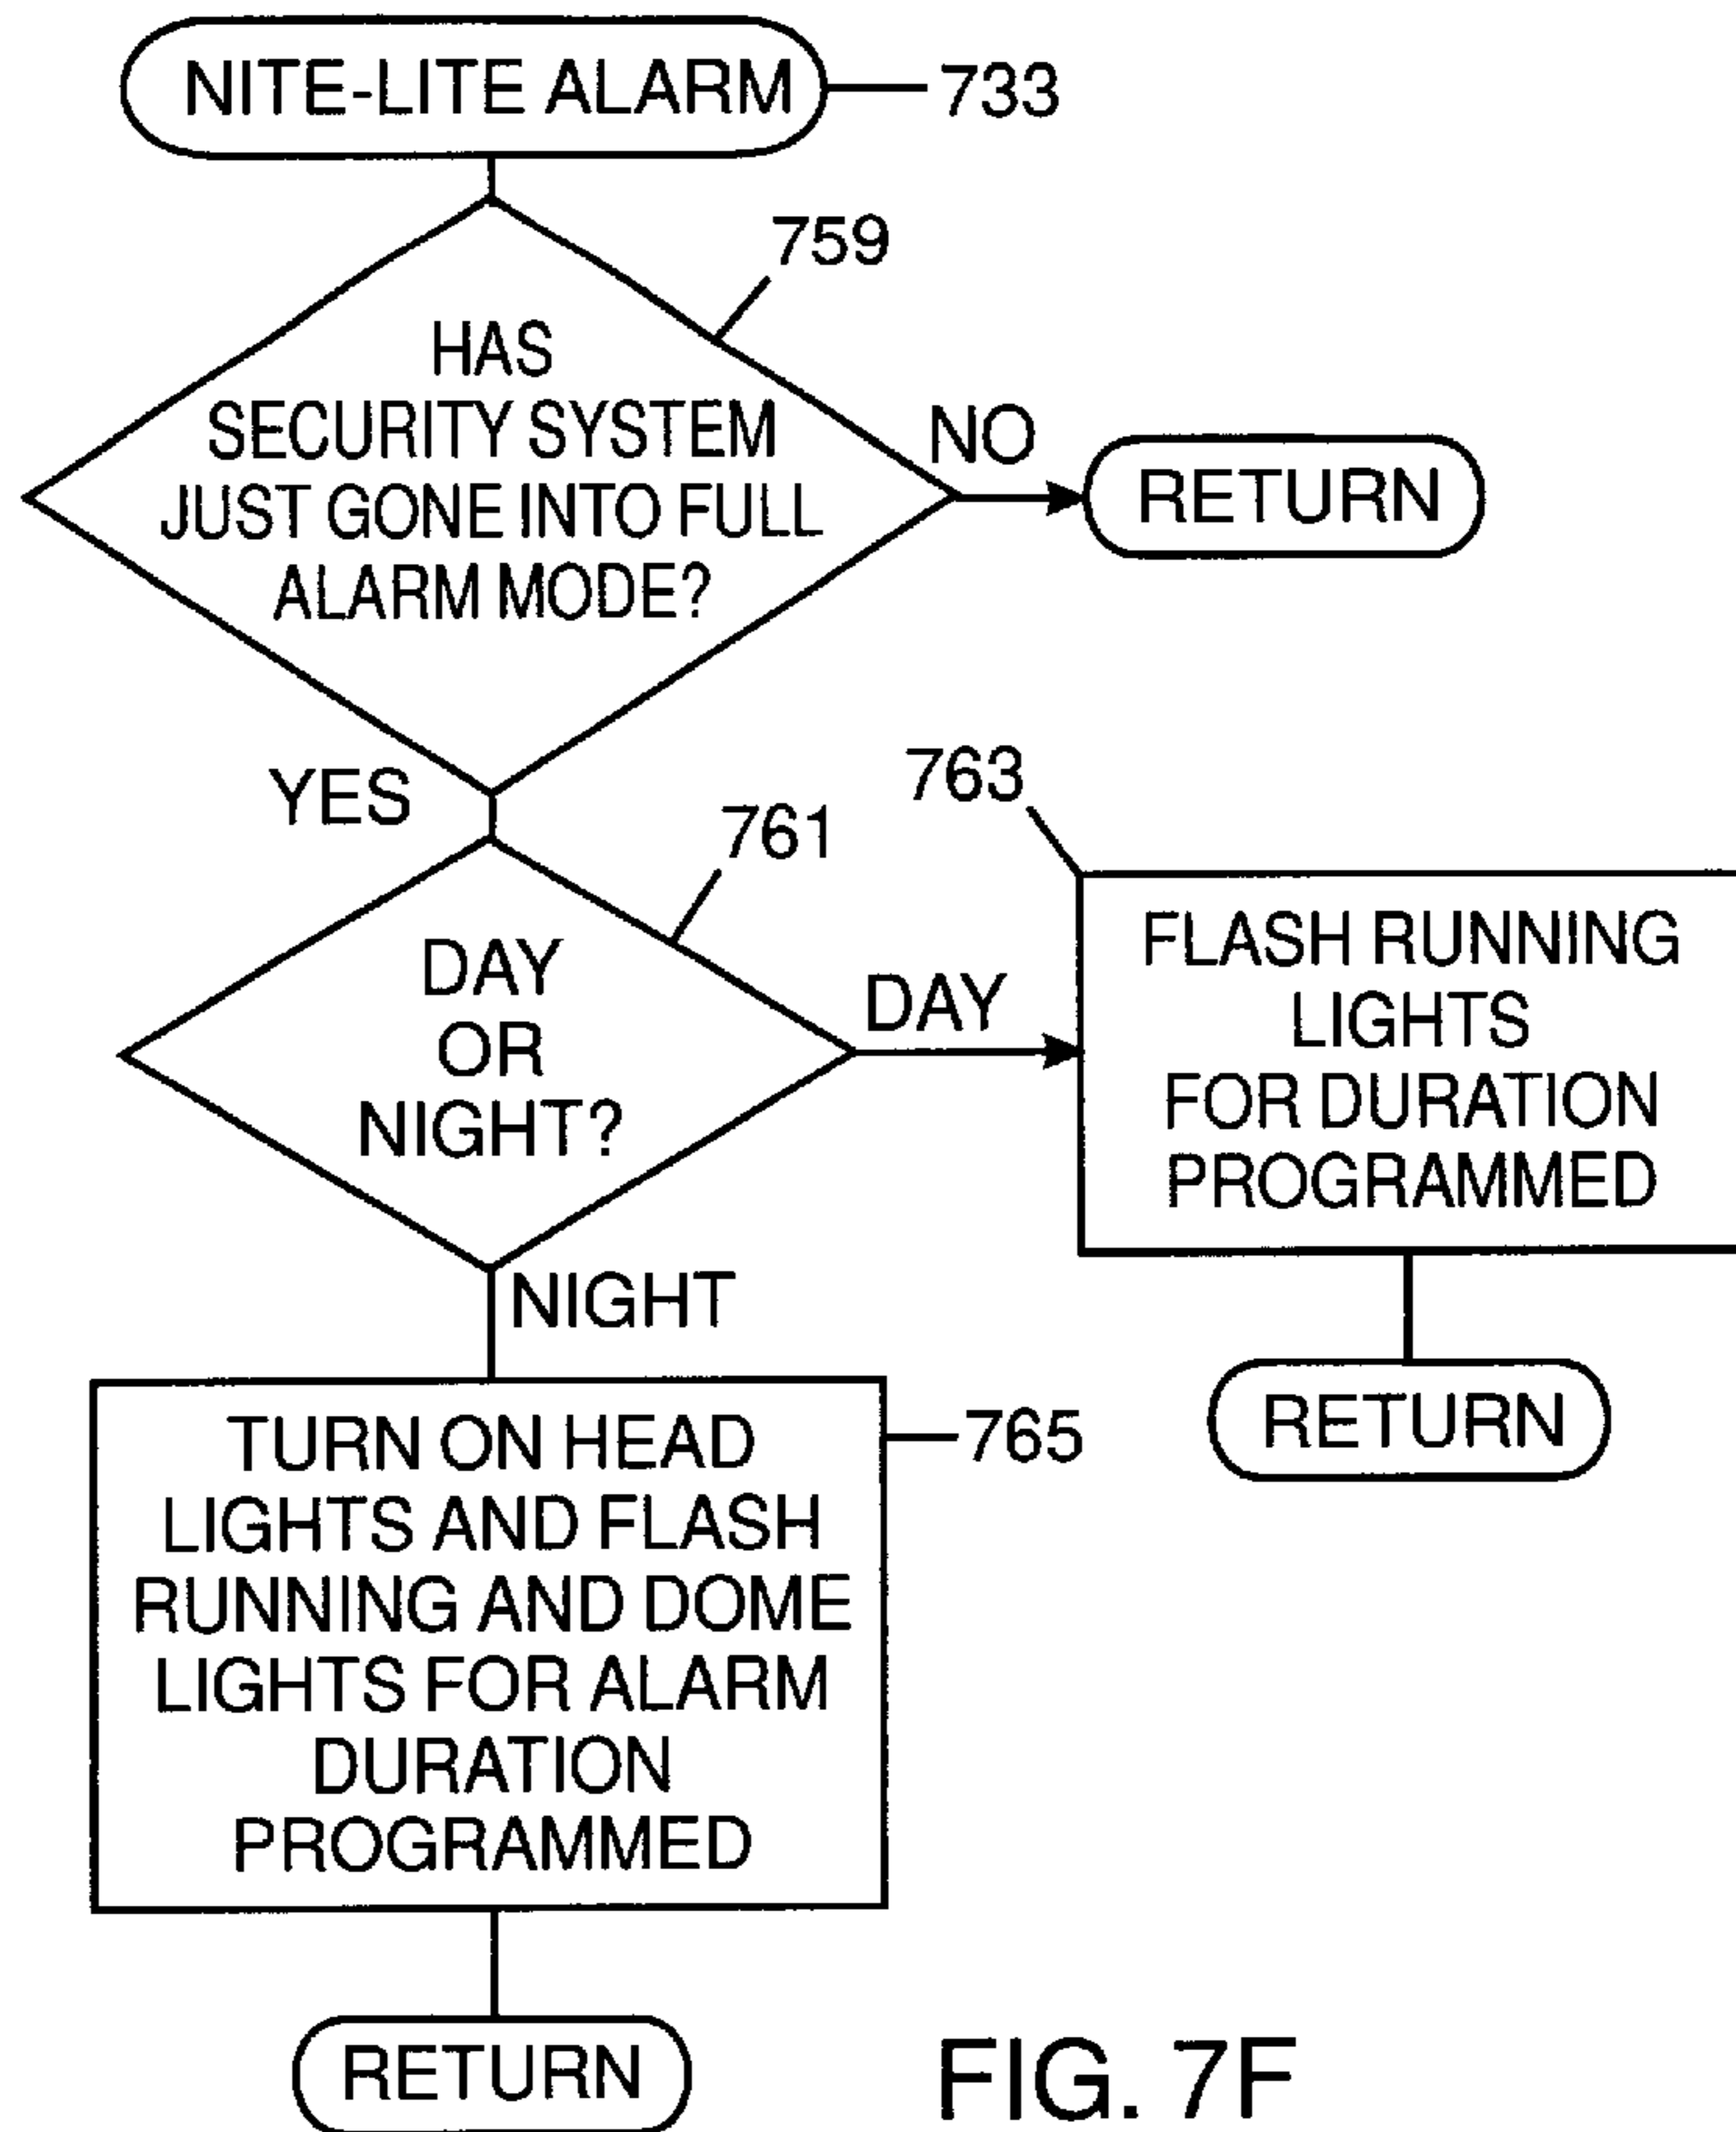 NITE-LITE ALARM
733
759
HAS
SECURITY SYSTEM
JUST GONE INTO FULL
ALARM MODE?
NO
RETURN
YES
761
DAY
OR
NIGHT?
DAY
763
FLASH RUNNING
LIGHTS
FOR DURATION
PROGRAMMED
RETURN
NIGHT
TURN ON HEAD
LIGHTS AND FLASH
RUNNING AND DOME
LIGHTS FOR ALARM
DURATION
PROGRAMMED
765
RETURN
FIG. 7F